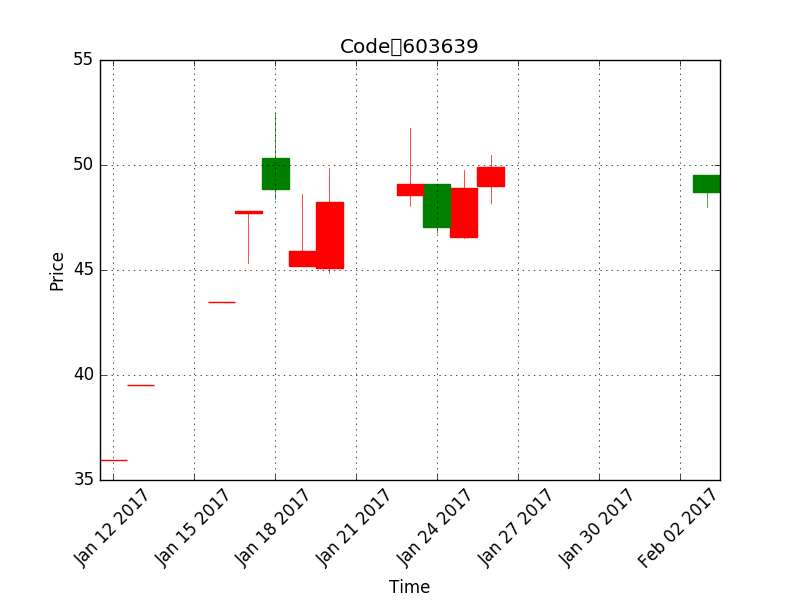 Code▯603639
55
50
45
40
35
Price
Jan 12 2017
Jan 15 2017
Jan 18 2017
Jan 21 2017
Jan 24 2017
Jan 27 2017
Jan 30 2017
Feb 02 2017
Time